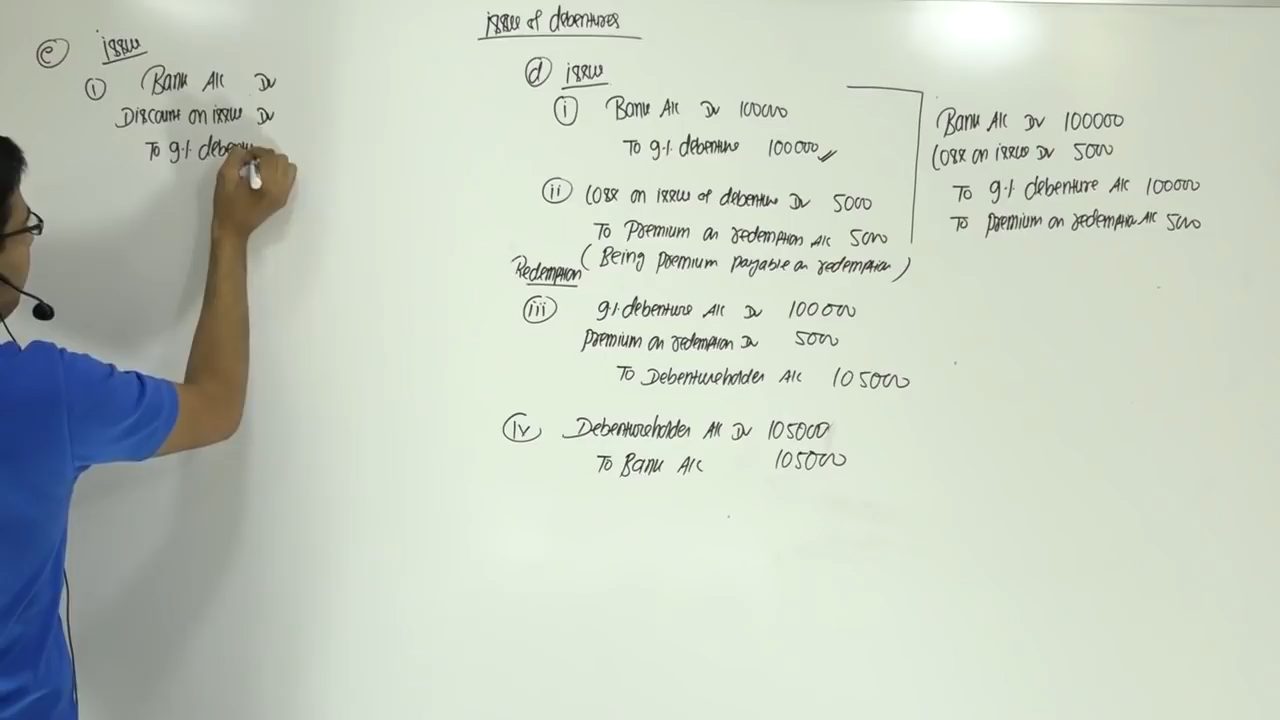 issue of debentures
e issue
i Bank A/c Dr
Discount on issue Dr
To 9% debentu
d issue
i Bank A/c Dr 100000
To 9% debenture 100000
ii Loss on issue of debenture Dr 5000
To Premium on redemption A/c 5000
(Being premium payable on redemption)
Redemption
iii 9% debenture A/c Dr 100000
Premium on redemption Dr 5000
To Debentureholder A/c 105000
iv Debentureholder A/c Dr 105000
To Bank A/c 105000
Bank A/c Dr 100000
Loss on issue Dr 5000
To 9% debenture A/c 100000
To Premium on redemption A/c 5000